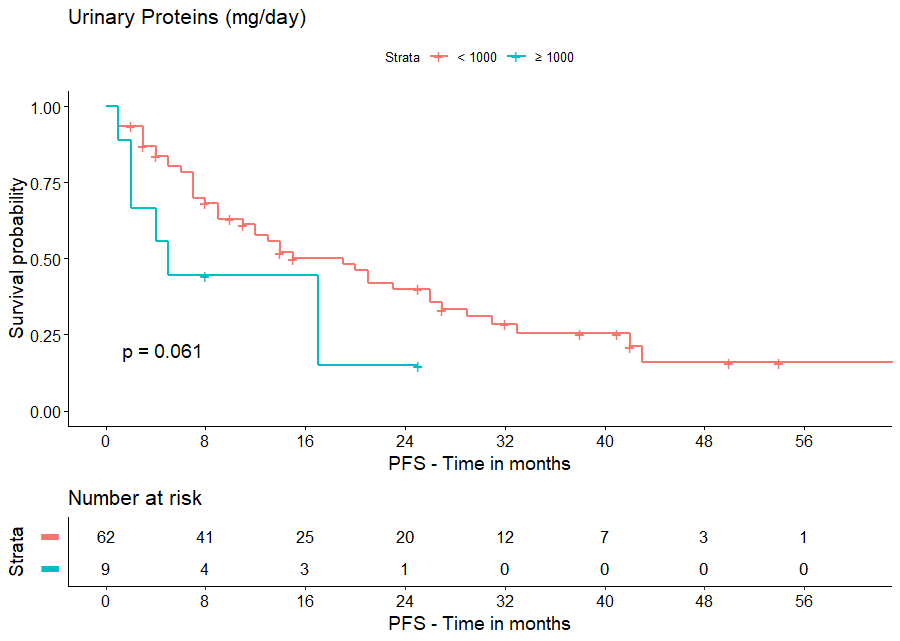 Urinary Proteins (mg/day)
Strata < 1000 ≥ 1000
Survival probability
1.00
0.75
0.50
0.25
0.00
p = 0.061
0 8 16 24 32 40 48 56
PFS - Time in months
Number at risk
Strata
62 41 25 20 12 7 3 1
9 4 3 1 0 0 0 0
0 8 16 24 32 40 48 56
PFS - Time in months